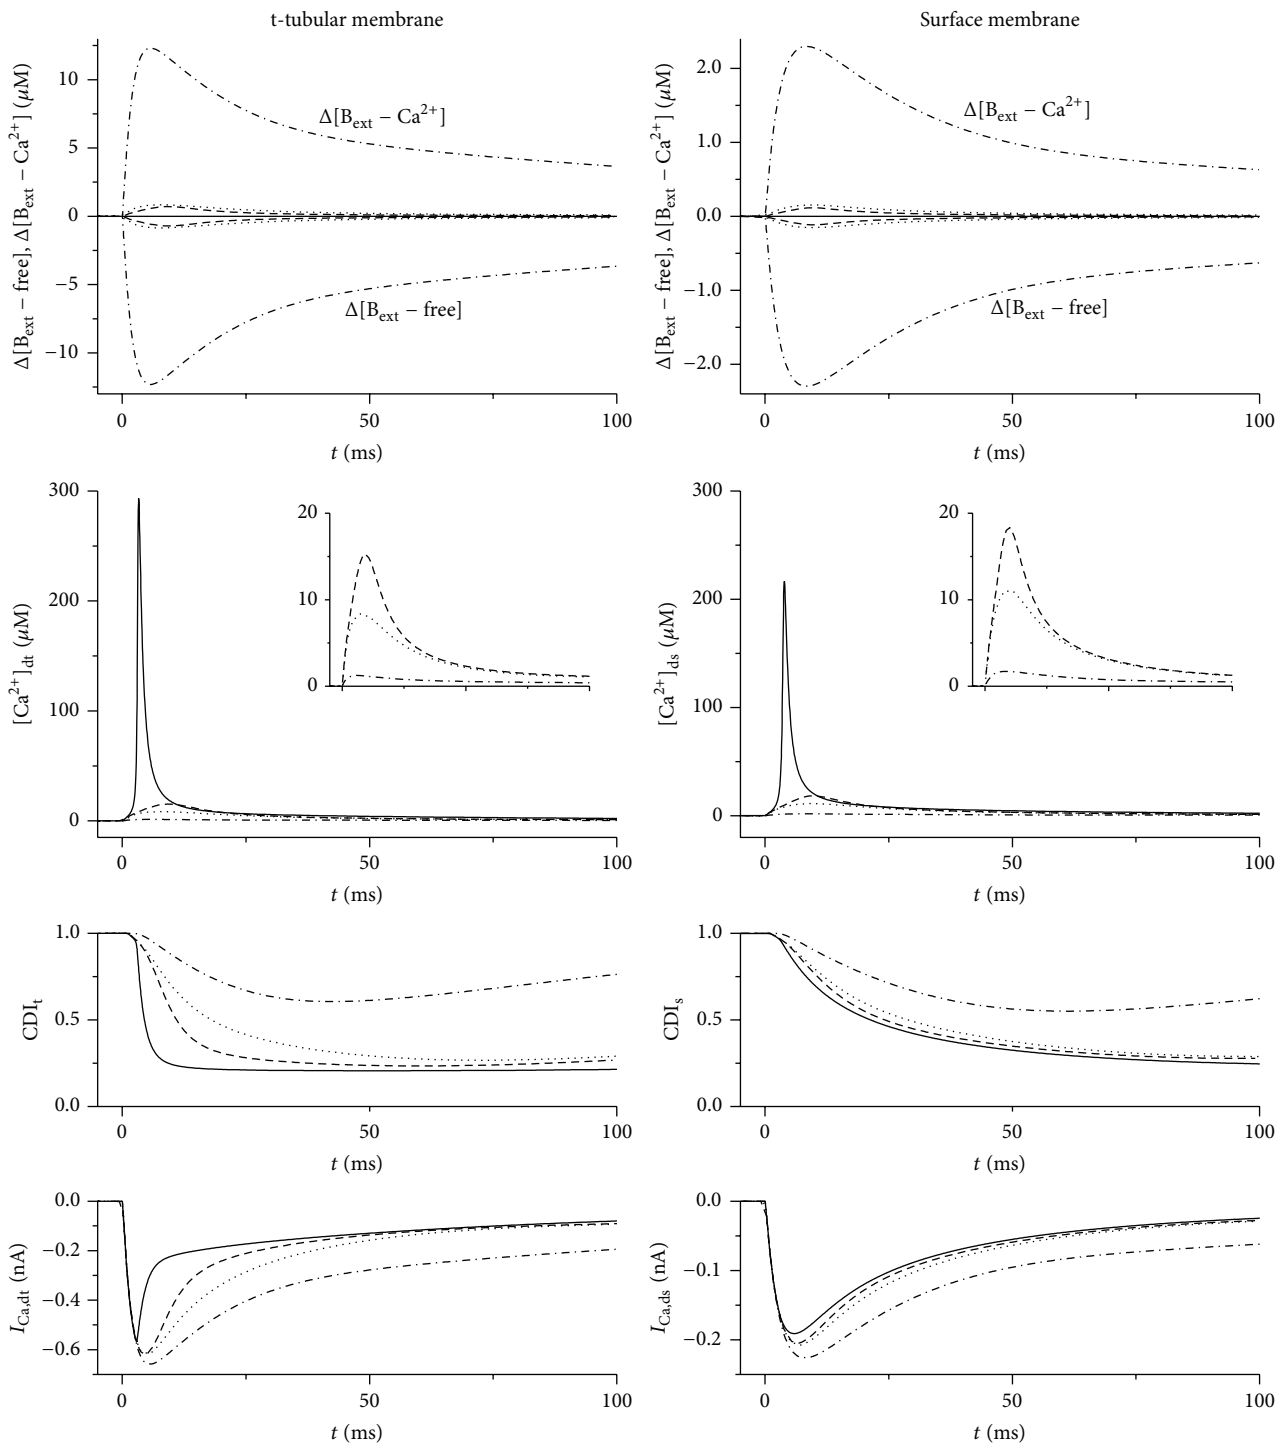 t-tubular membrane
Surface membrane
Δ[B_ext − free], Δ[B_ext − Ca²⁺] (μM)
10
5
0
−5
−10
Δ[B_ext − Ca²⁺]
Δ[B_ext − free]
0 50 100
t (ms)
Δ[B_ext − free], Δ[B_ext − Ca²⁺] (μM)
2.0
1.0
0.0
−1.0
−2.0
Δ[B_ext − Ca²⁺]
Δ[B_ext − free]
0 50 100
t (ms)
[Ca²⁺]_dt (μM)
300
200
100
0
20
10
0
0 50 100
t (ms)
[Ca²⁺]_ds (μM)
300
200
100
0
20
10
0
0 50 100
t (ms)
CDI_t
1.0
0.5
0.0
0 50 100
t (ms)
CDI_s
1.0
0.5
0.0
0 50 100
t (ms)
I_Ca,dt (nA)
0.0
−0.2
−0.4
−0.6
0 50 100
t (ms)
I_Ca,ds (nA)
0.0
−0.1
−0.2
0 50 100
t (ms)